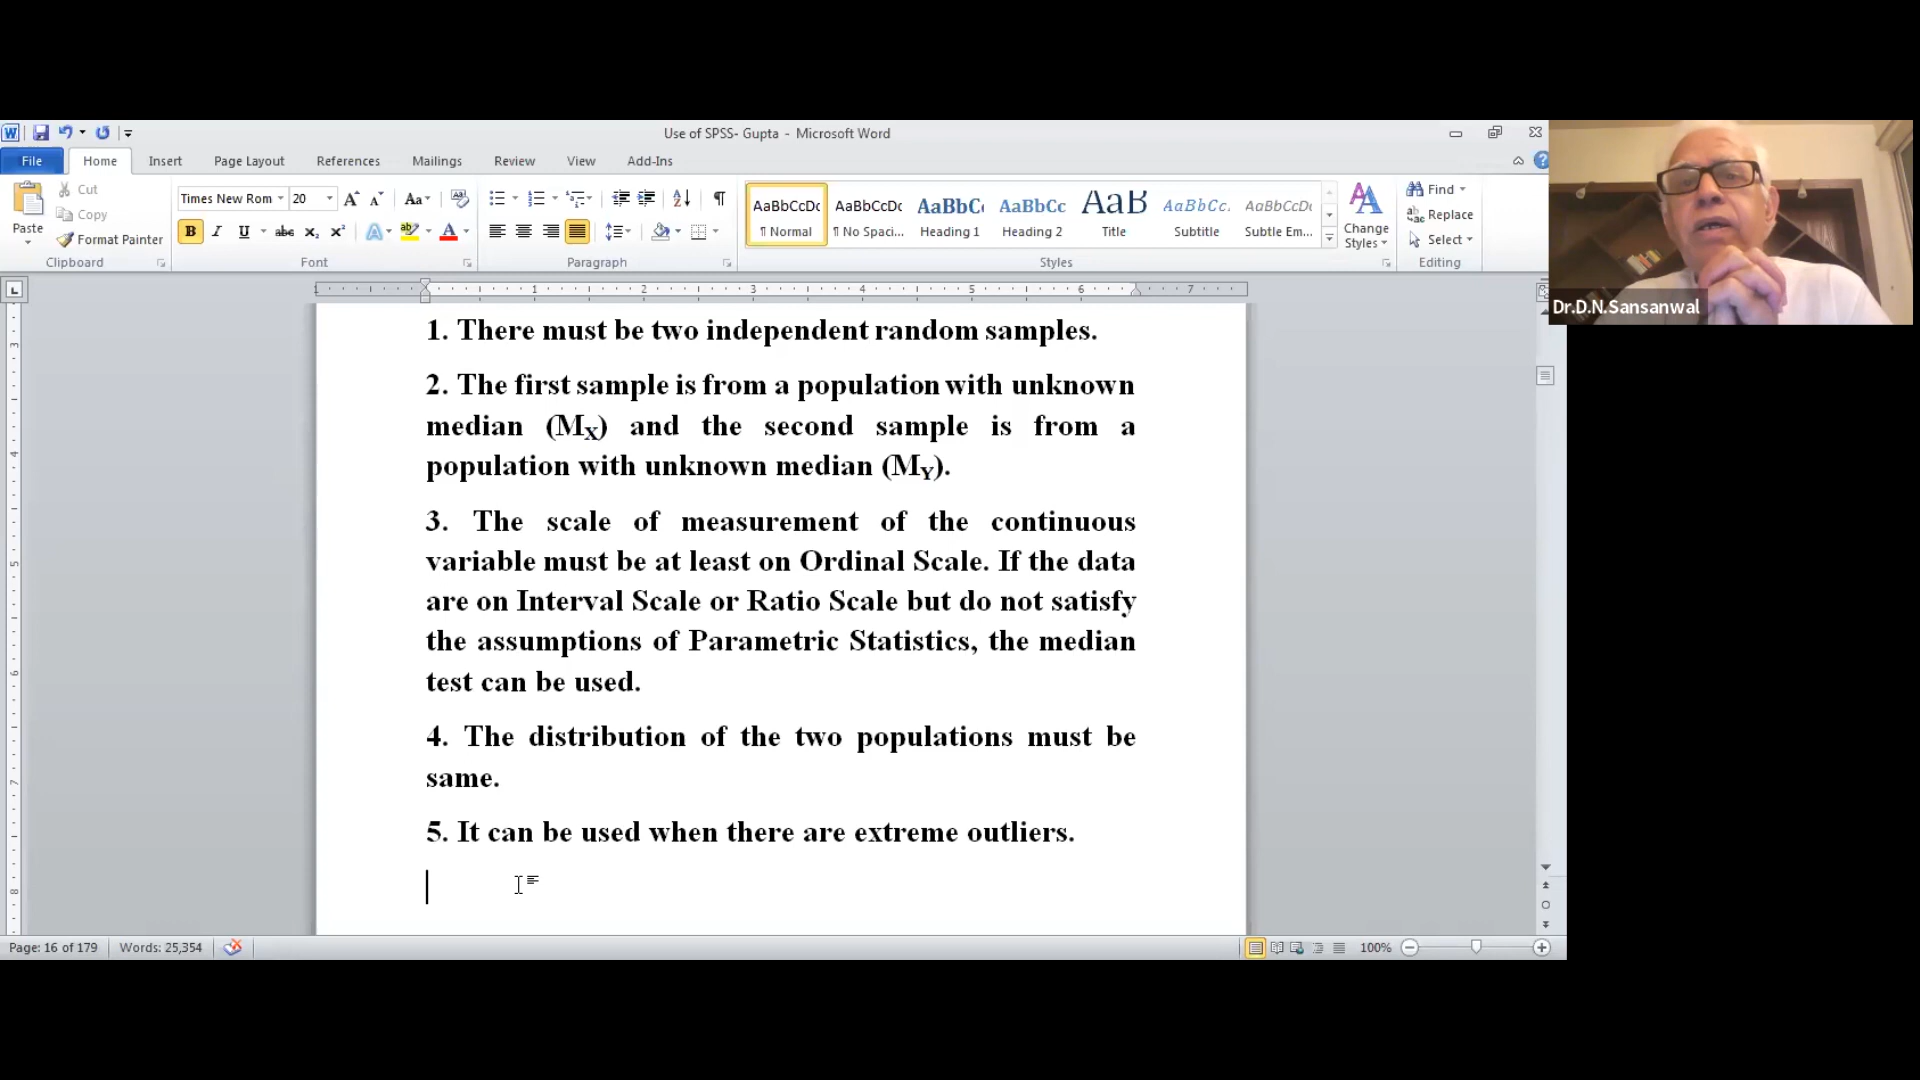 Use of SPSS- Gupta - Microsoft Word
File Home Insert Page Layout References Mailings Review View Add-Ins
Paste
Cut
Copy
Format Painter
Clipboard
Times New Rom 20
Font
Paragraph
AaBbCcDc AaBbCcDc AaBbC AaBbCc AaB AaBbCc. AaBbCcDc
¶ Normal ¶ No Spaci... Heading 1 Heading 2 Title Subtitle Subtle Em...
Change
Styles
Styles
Find
Replace
Select
Editing
Dr.D.N.Sansanwal
1. There must be two independent random samples.
2. The first sample is from a population with unknown
median (MX) and the second sample is from a
population with unknown median (MY).
3. The scale of measurement of the continuous
variable must be at least on Ordinal Scale. If the data
are on Interval Scale or Ratio Scale but do not satisfy
the assumptions of Parametric Statistics, the median
test can be used.
4. The distribution of the two populations must be
same.
5. It can be used when there are extreme outliers.
Page: 16 of 179 Words: 25,354 100%